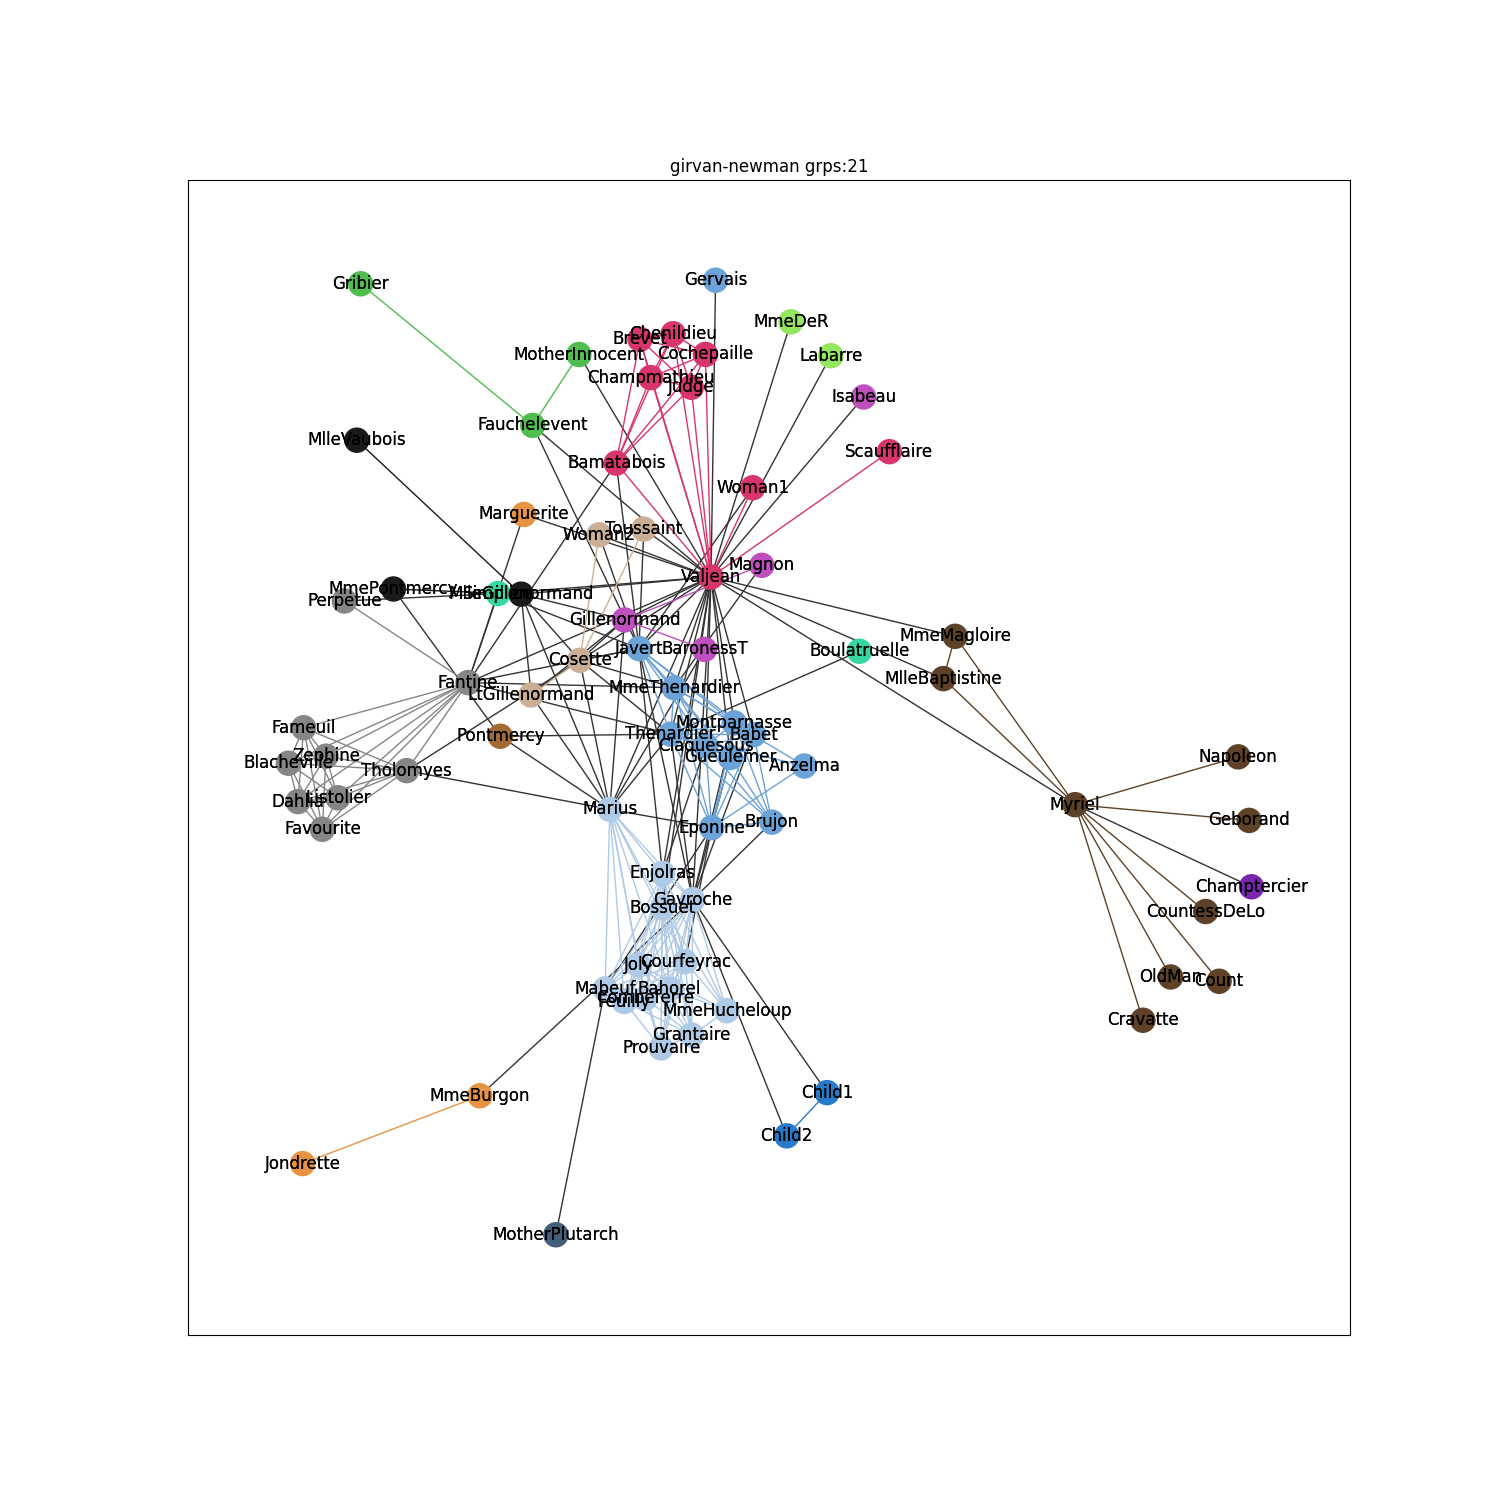 girvan-newman grps:21
Gribier
Gervais
MmeDeR
Brevet
Chenildieu
MotherInnocent
Cochepaille
Labarre
Champmathieu
Judge
Isabeau
Fauchelevent
MlleVaubois
Scaufflaire
Bamatabois
Woman1
Marguerite
Woman2
Toussaint
Magnon
Valjean
MmePontmercy
Perpetue
Gillenormand
Javert
BaronessT
Boulatruelle
MmeMagloire
Cosette
MlleBaptistine
Fantine
LtGillenormand
MmeThenardier
Fameuil
Pontmercy
Thenardier
Montparnasse
Babet
Claquesous
Gueulemer
Anzelma
Zephine
Blacheville
Tholomyes
Napoleon
Dahlia
Listolier
Favourite
Marius
Eponine
Brujon
Myriel
Geborand
Enjolras
Gavroche
Bossuet
Champtercier
CountessDeLo
Joly
Courfeyrac
OldMan
Count
Mabeuf
Bahorel
Combeferre
Feuilly
MmeHucheloup
Cravatte
Grantaire
Prouvaire
MmeBurgon
Child1
Child2
Jondrette
MotherPlutarch